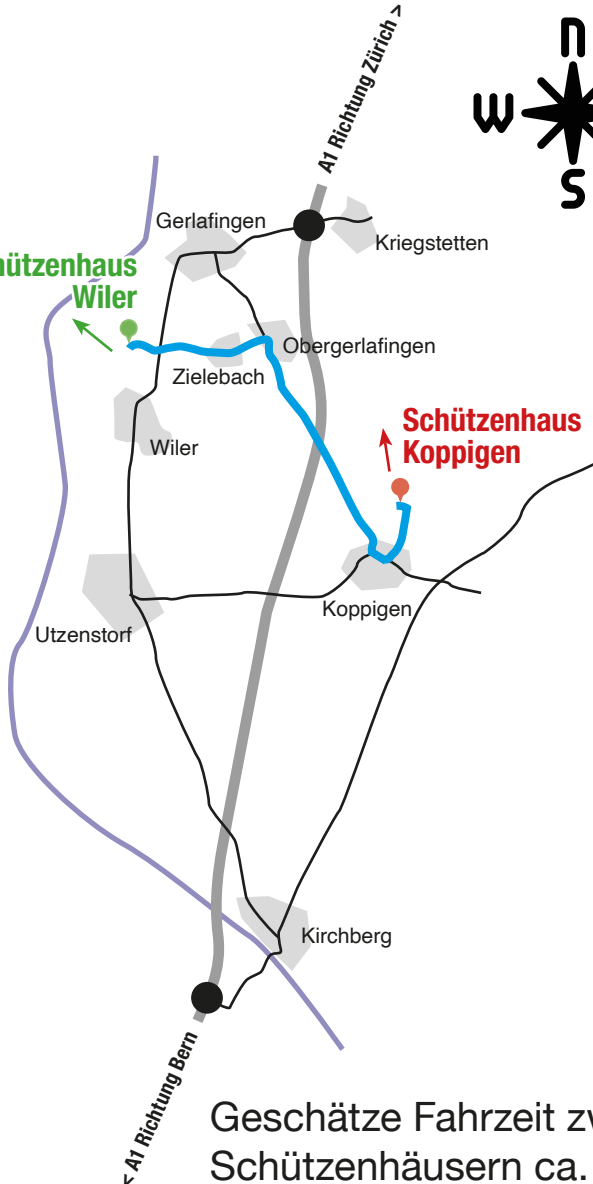 A1 Richtung Zürich >
n
W
S
Gerlafingen
Kriegstetten
hützenhaus
Wiler
Obergerlafingen
Zielebach
Schützenhaus
Koppigen
Wiler
Koppigen
Utzenstorf
Kirchberg
< A1 Richtung Bern
Geschätze Fahrzeit zw
Schützenhäusern ca.